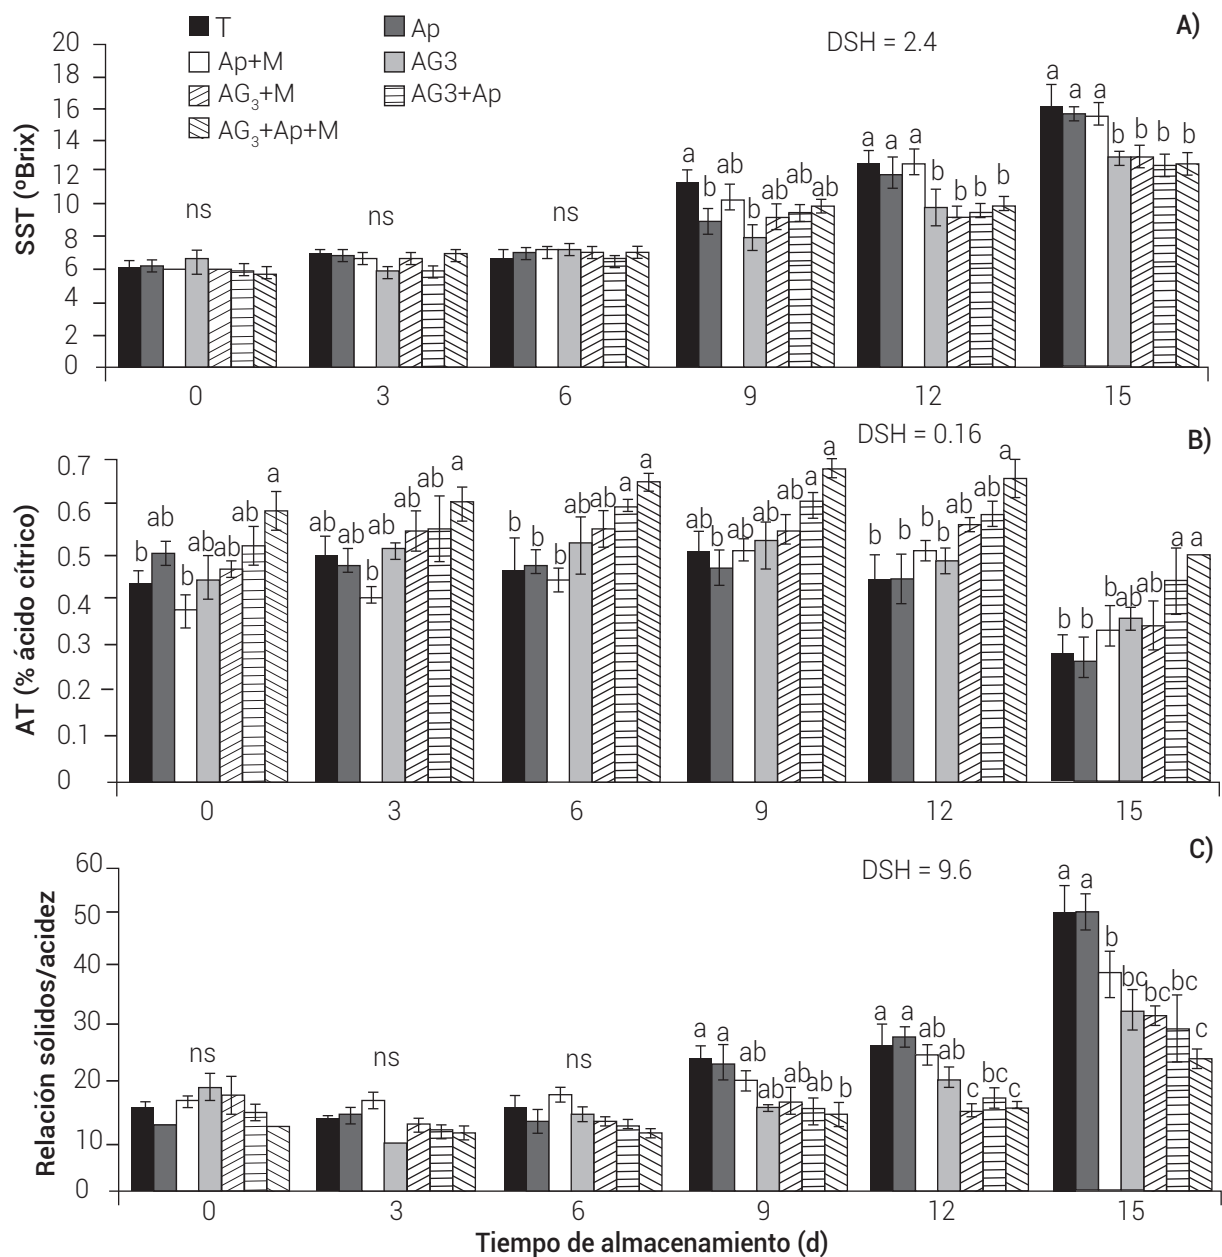 A)
T
Ap
Ap+M
AG3
AG3+M
AG3+Ap
AG3+Ap+M
DSH = 2.4
SST (ºBrix)
20
18
16
14
12
10
8
6
4
2
0
ns
ns
ns
a b ab b ab ab ab
a a a b b b b
a a a b b b b
0 3 6 9 12 15
B)
DSH = 0.16
AT (% ácido cítrico)
0.7
0.6
0.5
0.4
0.3
0.2
0.1
0
b ab b ab ab ab a
ab ab b ab ab ab a
b b b ab ab a a
ab b ab ab ab a a
b b b b ab ab a
b b b ab ab a a
0 3 6 9 12 15
C)
DSH = 9.6
Relación sólidos/acidez
60
50
40
30
20
10
0
ns
ns
ns
a a ab ab ab ab b
a a ab ab c bc c
a a b bc bc bc c
0 3 6 9 12 15
Tiempo de almacenamiento (d)